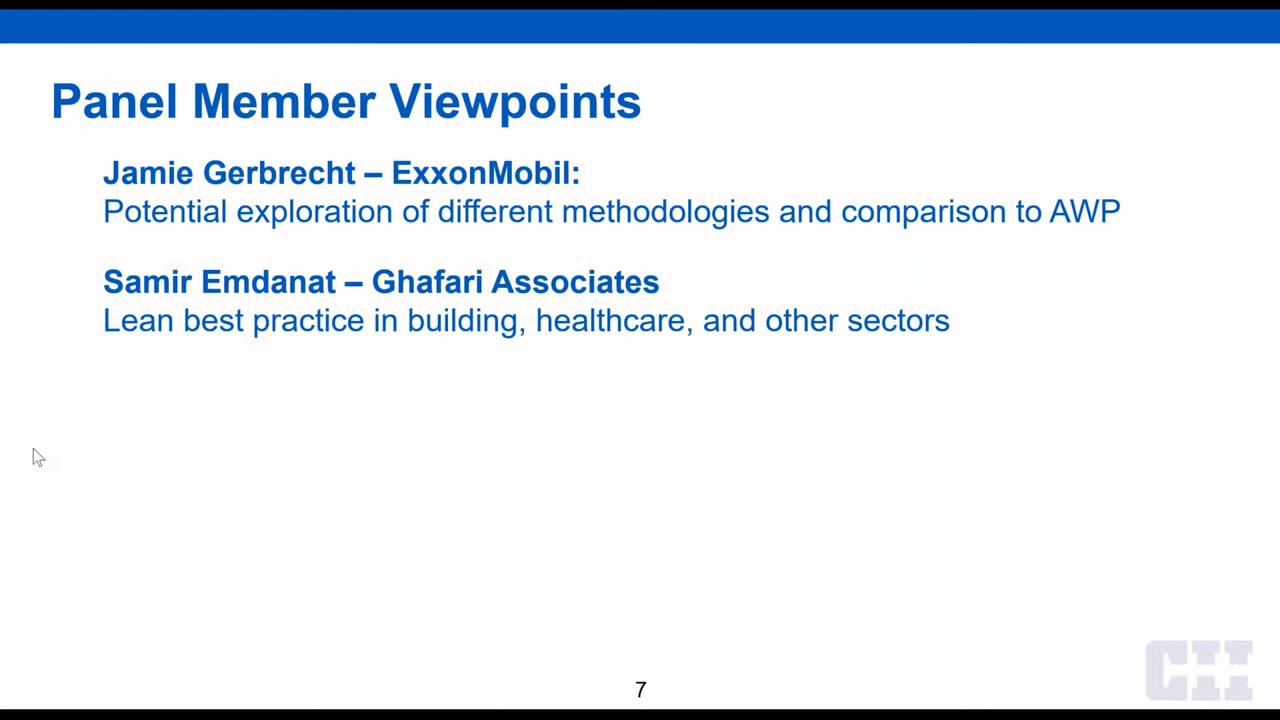 Panel Member Viewpoints
Jamie Gerbrecht – ExxonMobil:
Potential exploration of different methodologies and comparison to AWP
Samir Emdanat – Ghafari Associates
Lean best practice in building, healthcare, and other sectors
7
CII